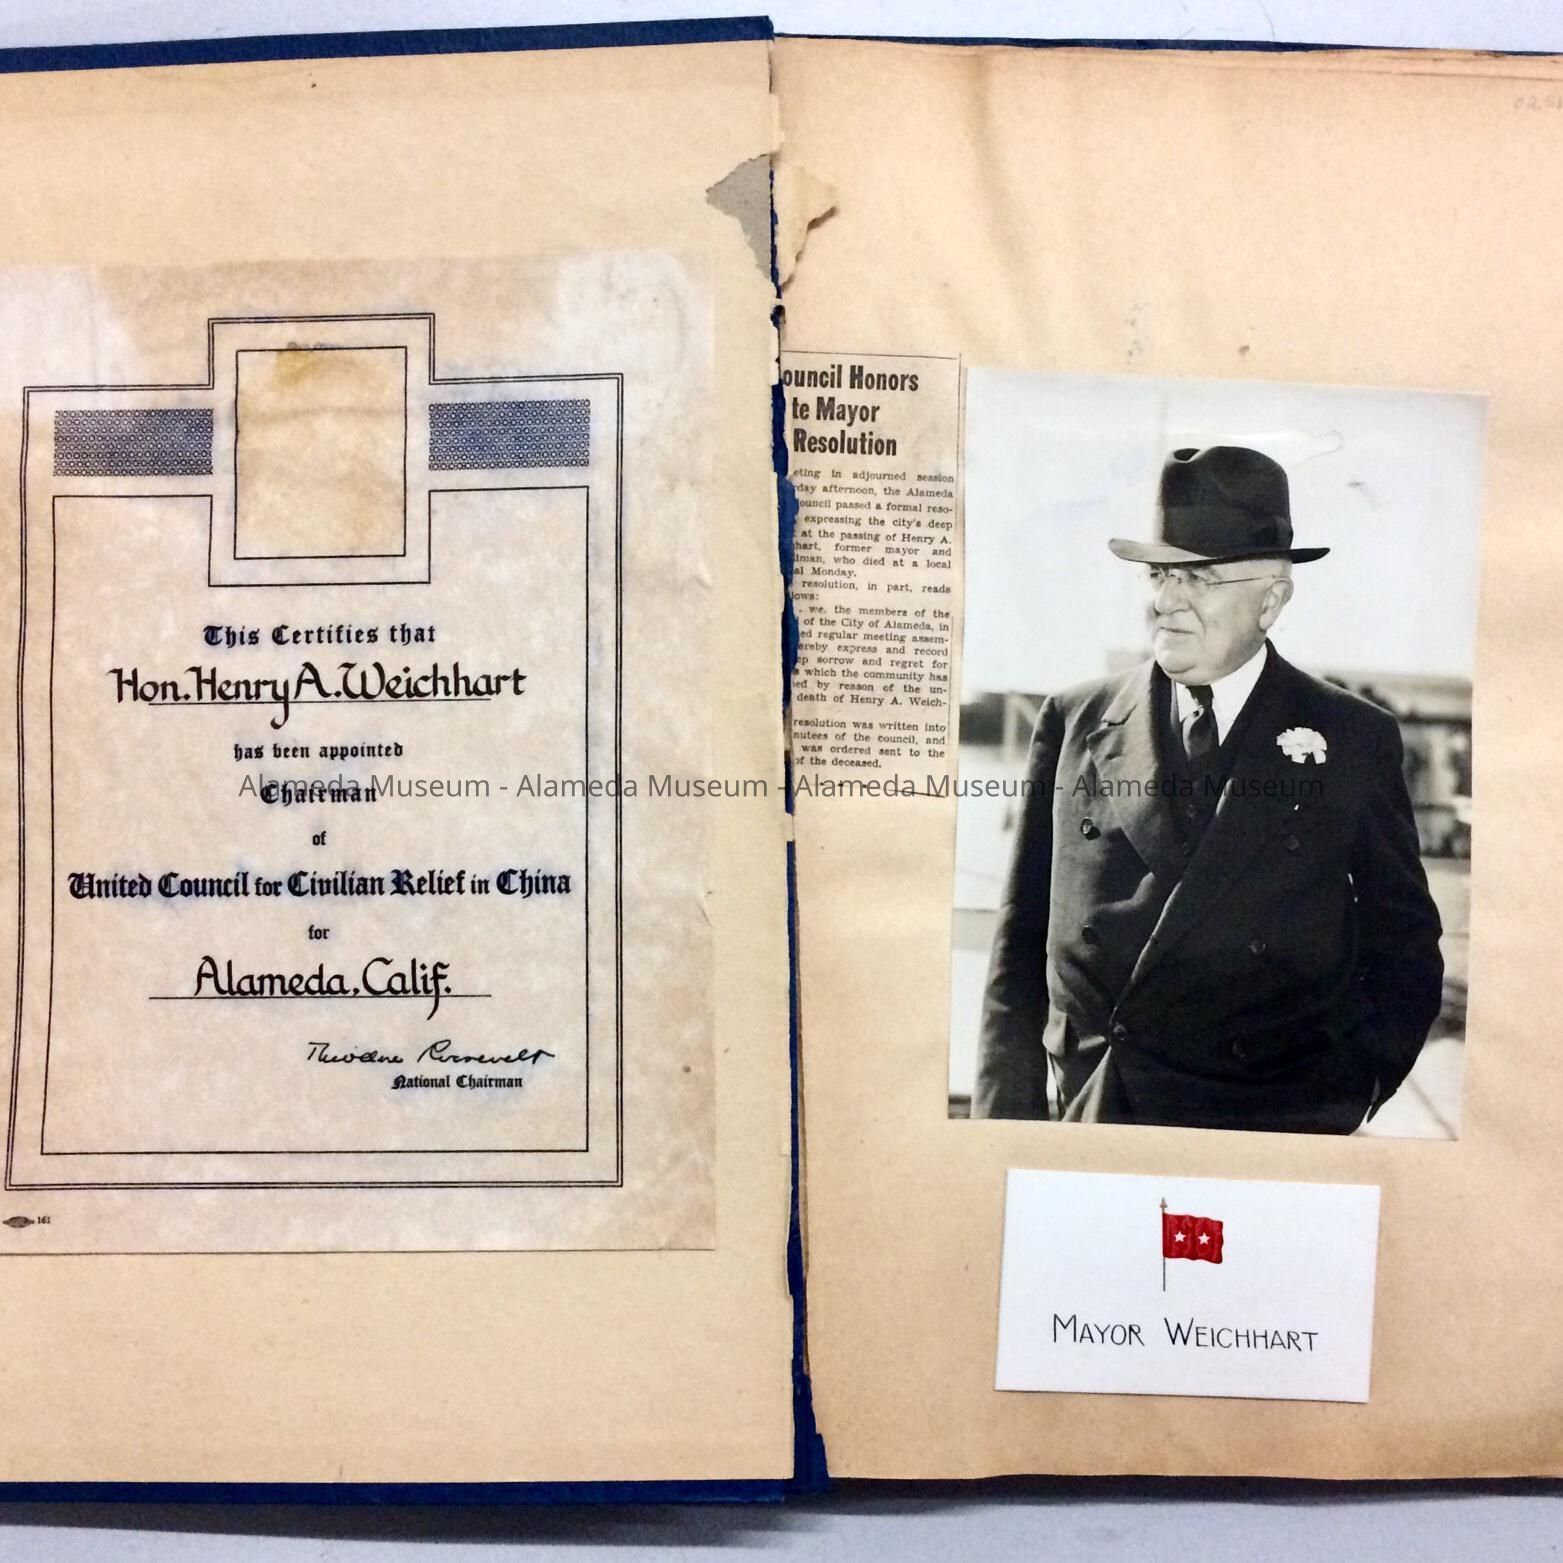 This Certifies that
Hon. Henry A. Weichhart
has been appointed
Chairman
of
United Council for Civilian Relief in China
for
Alameda, Calif.
Theodore Roosevelt
National Chairman
161
ouncil Honors
te Mayor
Resolution
eting in adjourned session
day afternoon, the Alameda
ouncil passed a formal reso-
expressing the city's deep
at the passing of Henry A.
hart, former mayor and
lman, who died at a local
al Monday.
resolution, in part, reads
lows:
. we, the members of the
of the City of Alameda, in
ed regular meeting assem-
ereby express and record
ep sorrow and regret for
which the community has
ed by reason of the un-
death of Henry A. Weich-
resolution was written into
nutes of the council, and
was ordered sent to the
of the deceased.
Alameda Museum - Alameda Museum - Alameda Museum - Alameda Museum
MAYOR WEICHHART